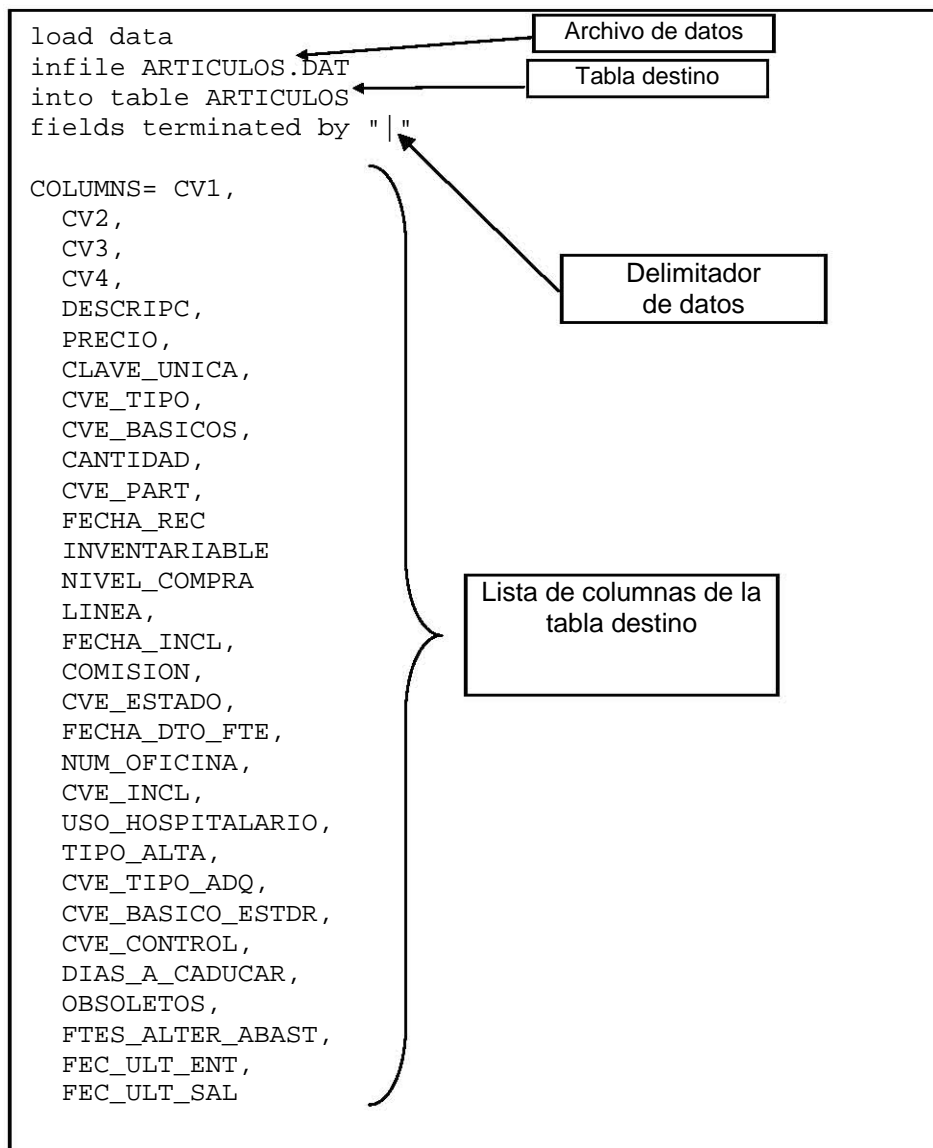 load data
infile ARTICULOS.DAT
into table ARTICULOS
fields terminated by "|"
Archivo de datos
Tabla destino
Delimitador
de datos
COLUMNS= CV1,
CV2,
CV3,
CV4,
DESCRIPC,
PRECIO,
CLAVE_UNICA,
CVE_TIPO,
CVE_BASICOS,
CANTIDAD,
CVE_PART,
FECHA_REC
INVENTARIABLE
NIVEL_COMPRA
LINEA,
FECHA_INCL,
COMISION,
CVE_ESTADO,
FECHA_DTO_FTE,
NUM_OFICINA,
CVE_INCL,
USO_HOSPITALARIO,
TIPO_ALTA,
CVE_TIPO_ADQ,
CVE_BASICO_ESTDR,
CVE_CONTROL,
DIAS_A_CADUCAR,
OBSOLETOS,
FTES_ALTER_ABAST,
FEC_ULT_ENT,
FEC_ULT_SAL
Lista de columnas de la
tabla destino